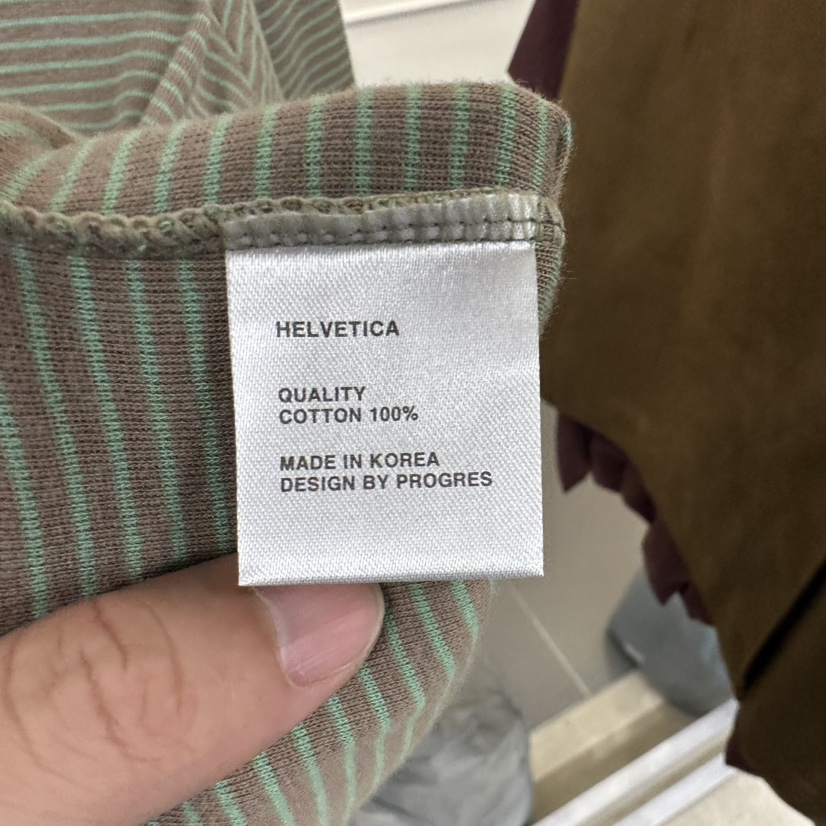 HELVETICA
QUALITY
COTTON 100%
MADE IN KOREA
DESIGN BY PROGRES